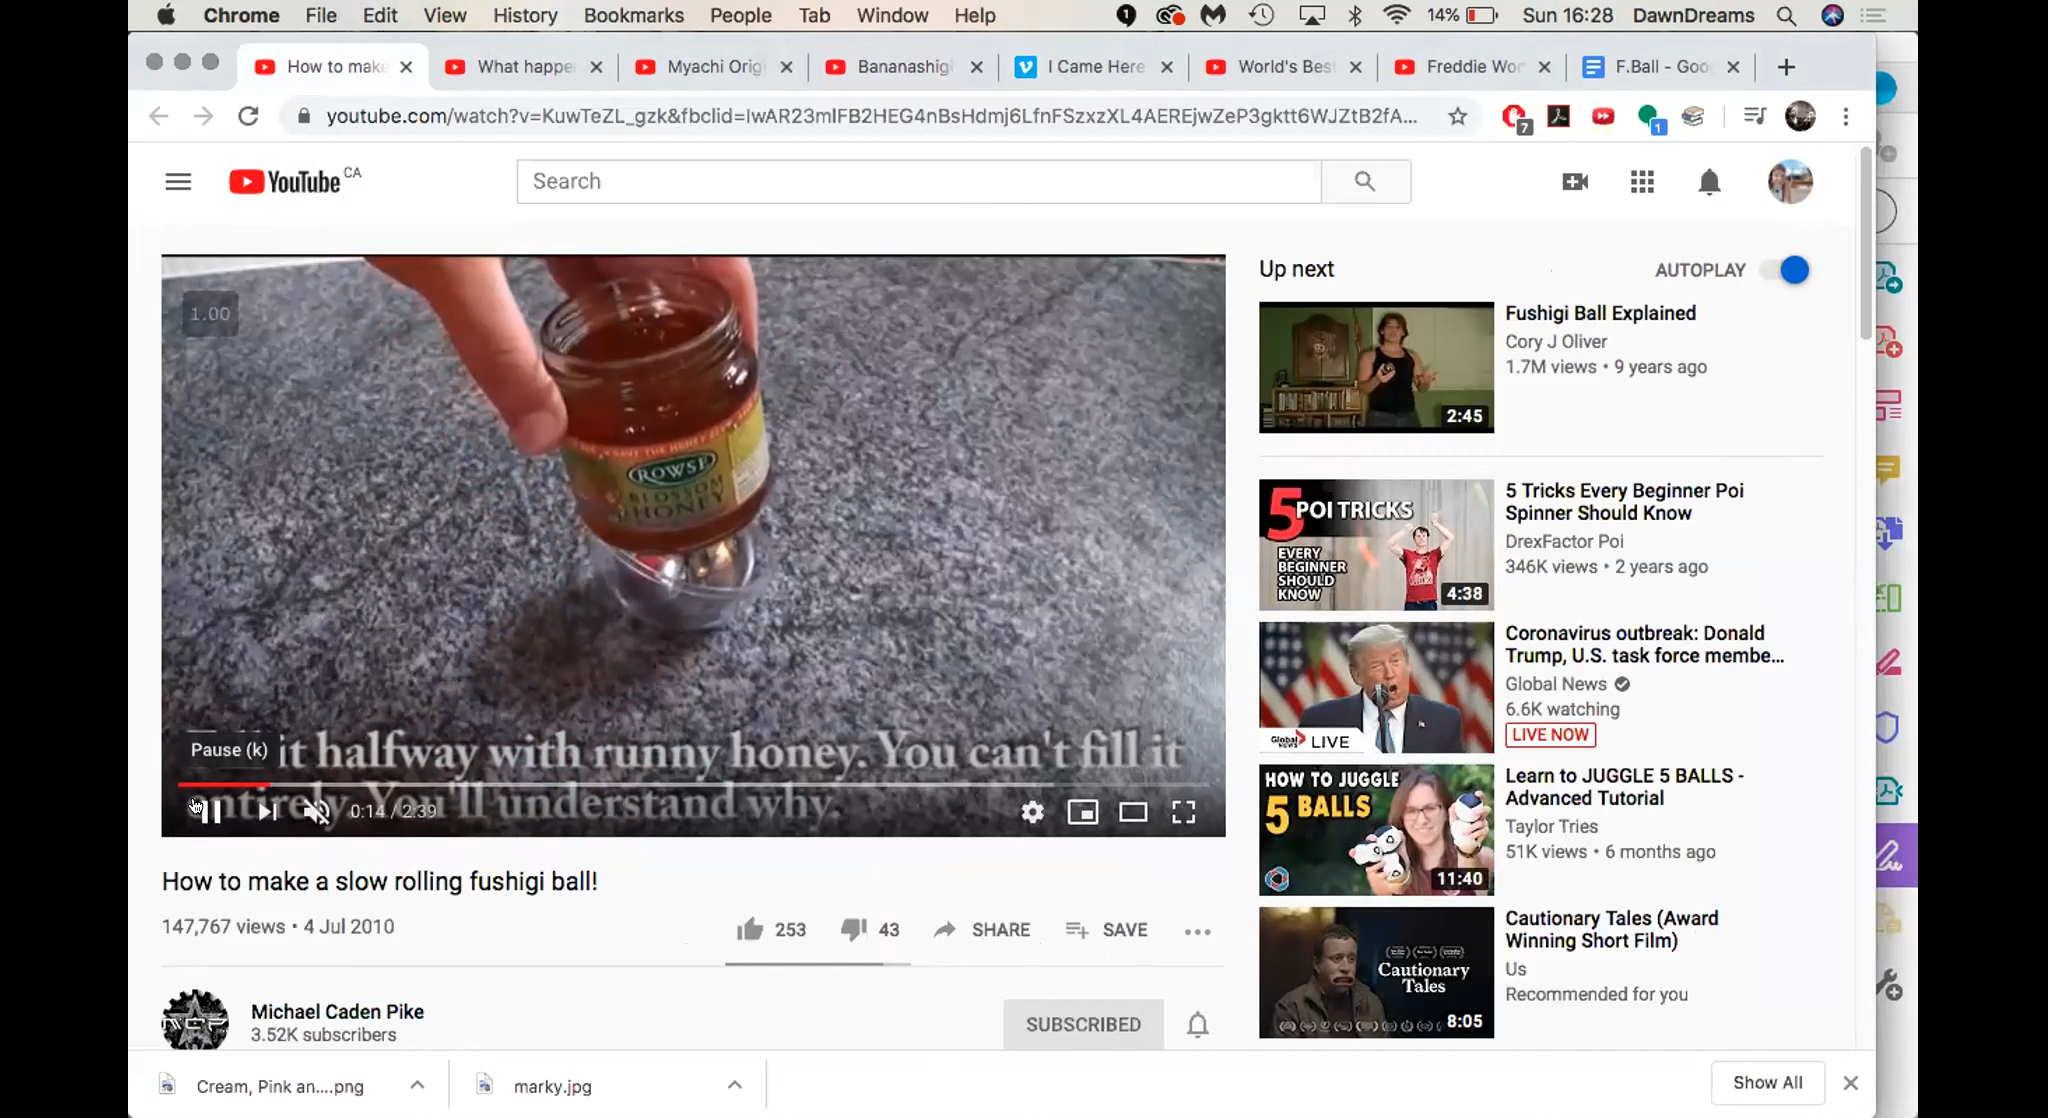 Chrome File Edit View History Bookmarks People Tab Window Help 1 14% Sun 16:28 DawnDreams
How to make What happe Myachi Orig Bananashig I Came Here World's Bes Freddie Wor F.Ball - Goo
youtube.com/watch?v=KuwTeZL_gzk&fbclid=IwAR23mlFB2HEG4nBsHdmj6LfnFSzxzXL4AEREjwZeP3gktt6WJZtB2fA... 7 1
YouTube CA
Search
1.00
ROWSE
BLOSSOM
HONEY
Pause (k)
it halfway with runny honey. You can't fill it
entirely. You'll understand why.
0:14 / 2:39
How to make a slow rolling fushigi ball!
147,767 views • 4 Jul 2010
253 43 SHARE SAVE
Michael Caden Pike
3.52K subscribers
SUBSCRIBED
MCP
Up next
AUTOPLAY
Fushigi Ball Explained
Cory J Oliver
1.7M views • 9 years ago
2:45
5 POI TRICKS
EVERY
BEGINNER
SHOULD
KNOW
4:38
5 Tricks Every Beginner Poi
Spinner Should Know
DrexFactor Poi
346K views • 2 years ago
Global NEWS LIVE
Coronavirus outbreak: Donald
Trump, U.S. task force membe...
Global News
6.6K watching
LIVE NOW
HOW TO JUGGLE
5 BALLS
11:40
Learn to JUGGLE 5 BALLS -
Advanced Tutorial
Taylor Tries
51K views • 6 months ago
Cautionary
Tales
8:05
Cautionary Tales (Award
Winning Short Film)
Us
Recommended for you
Cream, Pink an....png
marky.jpg
Show All